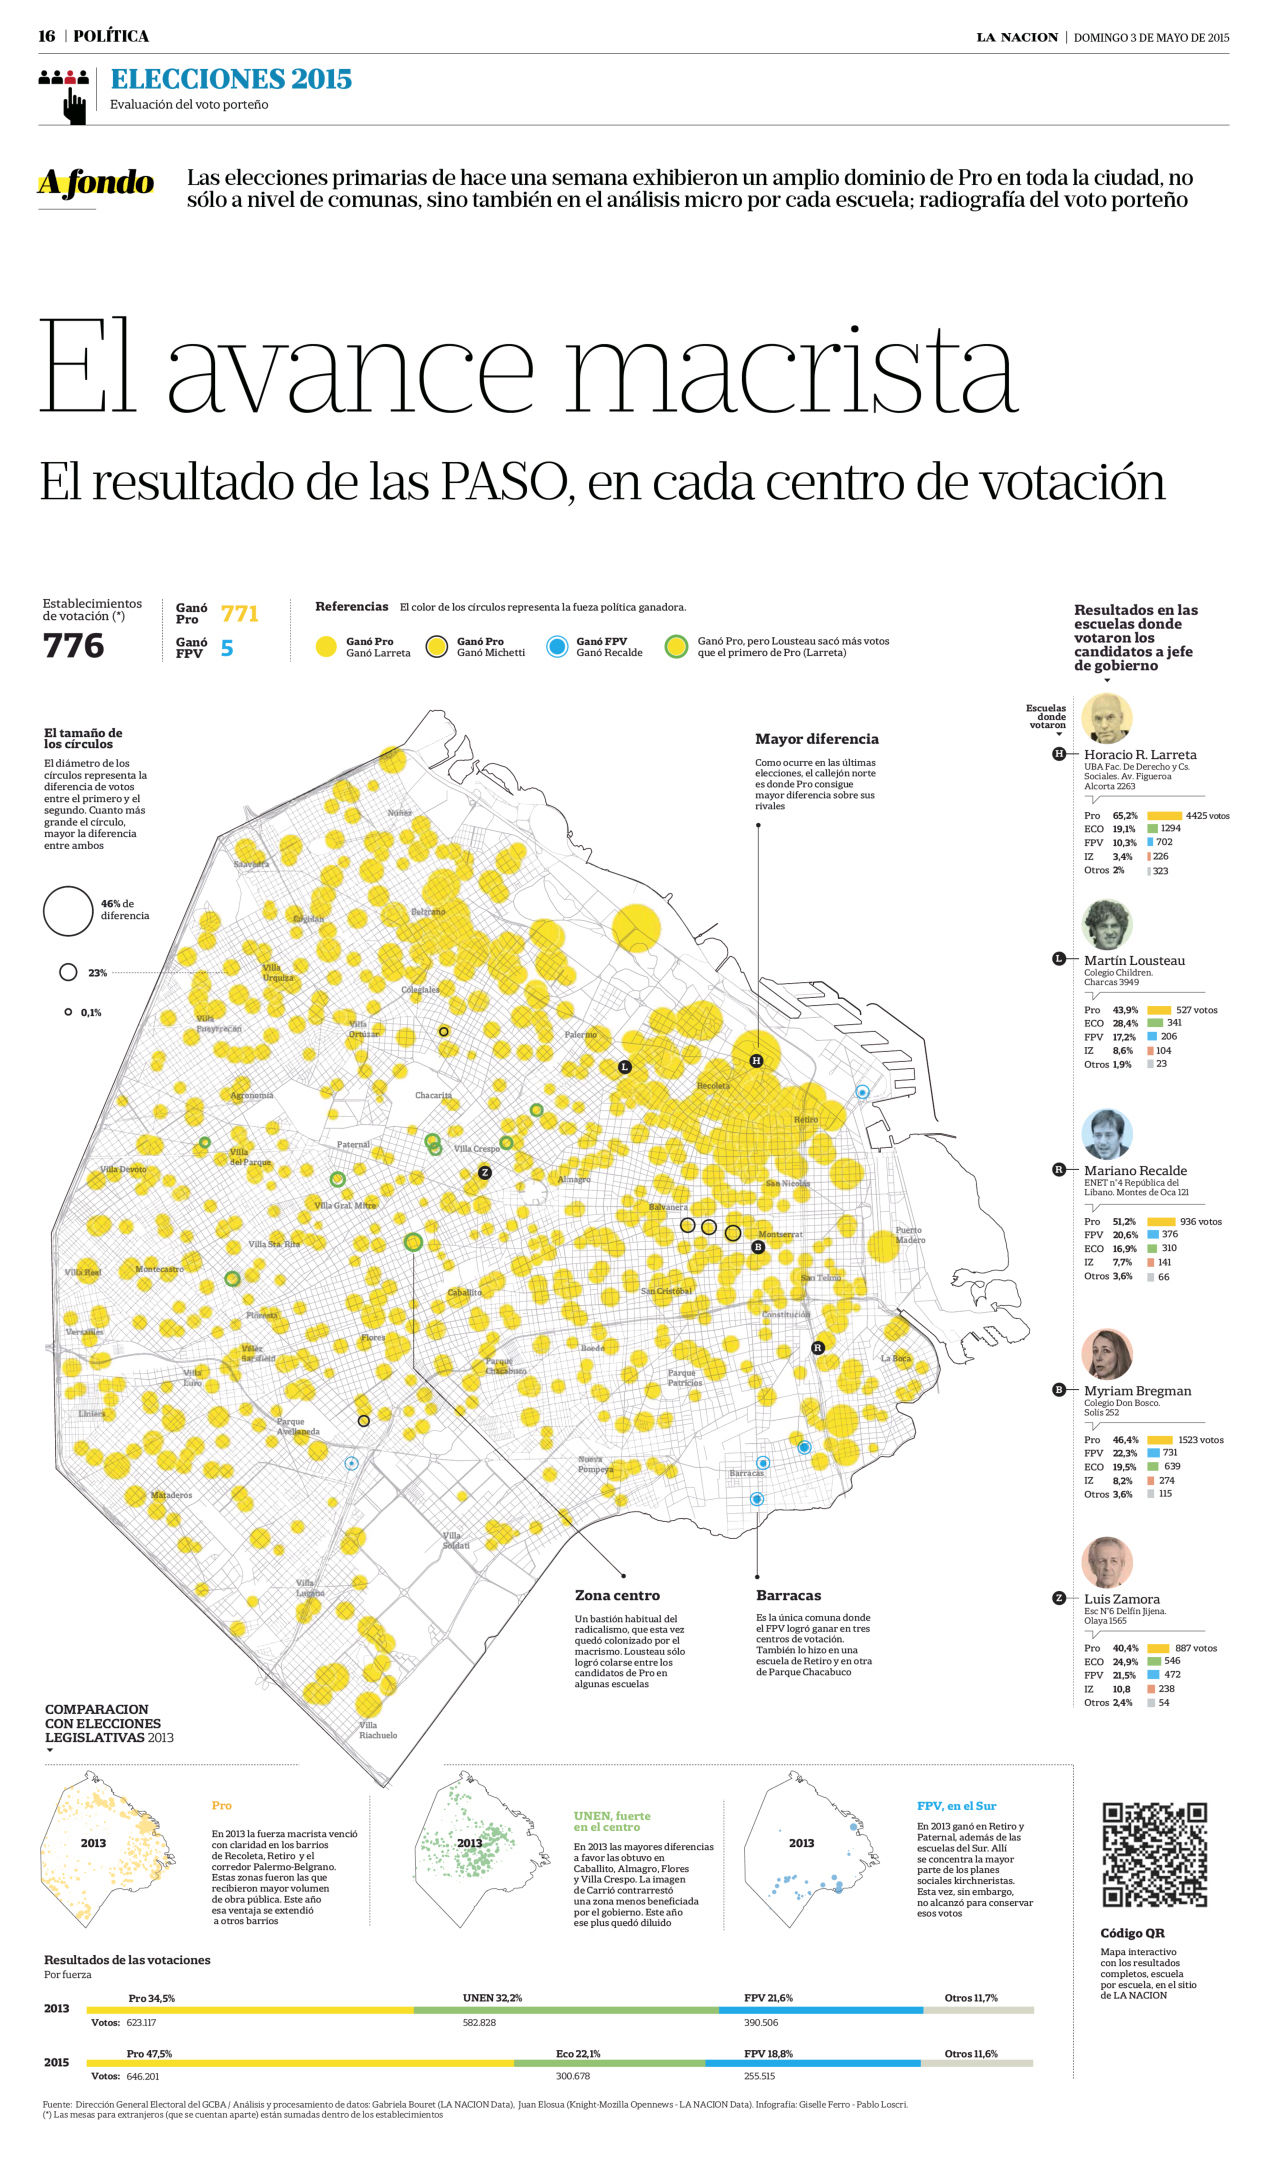 16 | POLÍTICA
LA NACION | DOMINGO 3 DE MAYO DE 2015
ELECCIONES 2015
Evaluación del voto porteño
A fondo
Las elecciones primarias de hace una semana exhibieron un amplio dominio de Pro en toda la ciudad, no
sólo a nivel de comunas, sino también en el análisis micro por cada escuela; radiografía del voto porteño
El avance macrista
El resultado de las PASO, en cada centro de votación
Establecimientos
de votación (*)
776
Ganó
Pro
771
Ganó
FPV
5
Referencias El color de los círculos representa la fueza política ganadora.
Ganó Pro
Ganó Larreta
Ganó Pro
Ganó Michetti
Ganó FPV
Ganó Recalde
Ganó Pro, pero Lousteau sacó más votos
que el primero de Pro (Larreta)
El tamaño de
los círculos
El diámetro de los
círculos representa la
diferencia de votos
entre el primero y el
segundo. Cuanto más
grande el círculo,
mayor la diferencia
entre ambos
46% de
diferencia
23%
0,1%
Mayor diferencia
Como ocurre en las últimas
elecciones, el callejón norte
es donde Pro consigue
mayor diferencia sobre sus
rivales
Núñez
Saavedra
Coghlan
Belgrano
Villa
Urquiza
Colegiales
Villa
Pueyrredón
Villa
Ortúzar
Palermo
L
H
Recoleta
Agronomía
Chacarita
Retiro
Paternal
Villa Crespo
Villa
del Parque
Villa Devoto
Z
Almagro
San Nicolás
Villa Gral. Mitre
Balvanera
Montserrat
Puerto
Madero
B
Villa Sta. Rita
Villa Real
Montecastro
San Telmo
Caballito
San Cristóbal
Floresta
Constitución
Versailles
Flores
Vélez
Sarsfield
Boedo
R
La Boca
Parque
Chacabuco
Villa
Luro
Parque
Patricios
Liniers
Parque
Avellaneda
Nueva
Pompeya
Barracas
Mataderos
Villa
Soldati
Villa
Lugano
Villa
Riachuelo
Zona centro
Un bastión habitual del
radicalismo, que esta vez
quedó colonizado por el
macrismo. Lousteau sólo
logró colarse entre los
candidatos de Pro en
algunas escuelas
Barracas
Es la única comuna donde
el FPV logró ganar en tres
centros de votación.
También lo hizo en una
escuela de Retiro y en otra
de Parque Chacabuco
Resultados en las
escuelas donde
votaron los
candidatos a jefe
de gobierno
Escuelas
donde
votaron
H
Horacio R. Larreta
UBA Fac. De Derecho y Cs.
Sociales. Av. Figueroa
Alcorta 2263
Pro 65,2% 4425 votos
ECO 19,1% 1294
FPV 10,3% 702
IZ 3,4% 226
Otros 2% 323
L
Martín Lousteau
Colegio Children.
Charcas 3949
Pro 43,9% 527 votos
ECO 28,4% 341
FPV 17,2% 206
IZ 8,6% 104
Otros 1,9% 23
R
Mariano Recalde
ENET n°4 República del
Líbano. Montes de Oca 121
Pro 51,2% 936 votos
FPV 20,6% 376
ECO 16,9% 310
IZ 7,7% 141
Otros 3,6% 66
B
Myriam Bregman
Colegio Don Bosco.
Solís 252
Pro 46,4% 1523 votos
FPV 22,3% 731
ECO 19,5% 639
IZ 8,2% 274
Otros 3,6% 115
Z
Luis Zamora
Esc N°6 Delfín Jijena.
Olaya 1565
Pro 40,4% 887 votos
ECO 24,9% 546
FPV 21,5% 472
IZ 10,8 238
Otros 2,4% 54
COMPARACION
CON ELECCIONES
LEGISLATIVAS 2013
2013
Pro
En 2013 la fuerza macrista venció
con claridad en los barrios
de Recoleta, Retiro y el
corredor Palermo-Belgrano.
Estas zonas fueron las que
recibieron mayor volumen
de obra pública. Este año
esa ventaja se extendió
a otros barrios
2013
UNEN, fuerte
en el centro
En 2013 las mayores diferencias
a favor las obtuvo en
Caballito, Almagro, Flores
y Villa Crespo. La imagen
de Carrió contrarrestó
una zona menos beneficiada
por el gobierno. Este año
ese plus quedó diluido
2013
FPV, en el Sur
En 2013 ganó en Retiro y
Paternal, además de las
escuelas del Sur. Allí
se concentra la mayor
parte de los planes
sociales kirchneristas.
Esta vez, sin embargo,
no alcanzó para conservar
esos votos
Código QR
Mapa interactivo
con los resultados
completos, escuela
por escuela, en el sitio
de LA NACION
Resultados de las votaciones
Por fuerza
Pro 34,5% UNEN 32,2% FPV 21,6% Otros 11,7%
2013
Votos: 623.117 582.828 390.506
Pro 47,5% Eco 22,1% FPV 18,8% Otros 11,6%
2015
Votos: 646.201 300.678 255.515
Fuente: Dirección General Electoral del GCBA / Análisis y procesamiento de datos: Gabriela Bouret (LA NACION Data), Juan Elosua (Knight-Mozilla Opennews - LA NACION Data). Infografía: Giselle Ferro - Pablo Loscri.
(*) Las mesas para extranjeros (que se cuentan aparte) están sumadas dentro de los establecimientos